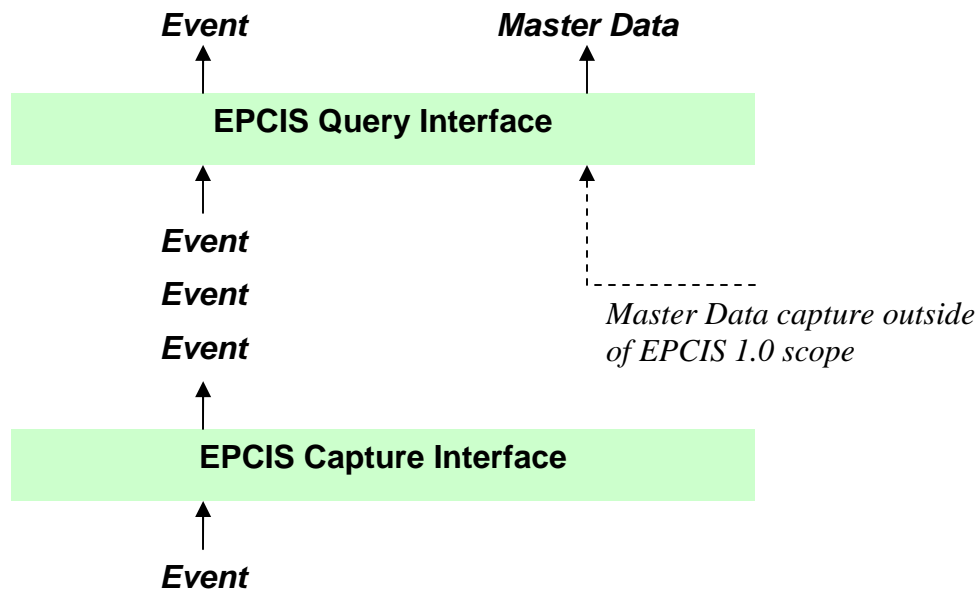 Event Master Data
EPCIS Query Interface
Event
Event
Event
Master Data capture outside
of EPCIS 1.0 scope
EPCIS Capture Interface
Event